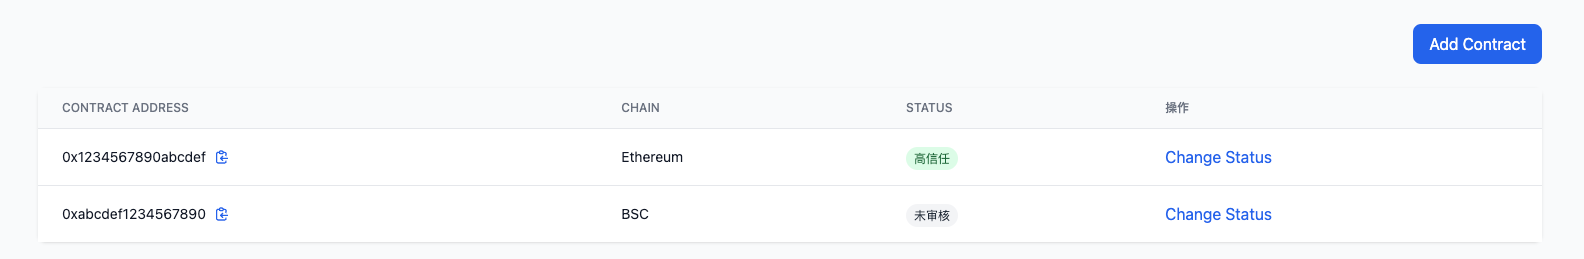 Add Contract
CONTRACT ADDRESS CHAIN STATUS 操作
0x1234567890abcdef Ethereum 高信任 Change Status
0xabcdef1234567890 BSC 未审核 Change Status